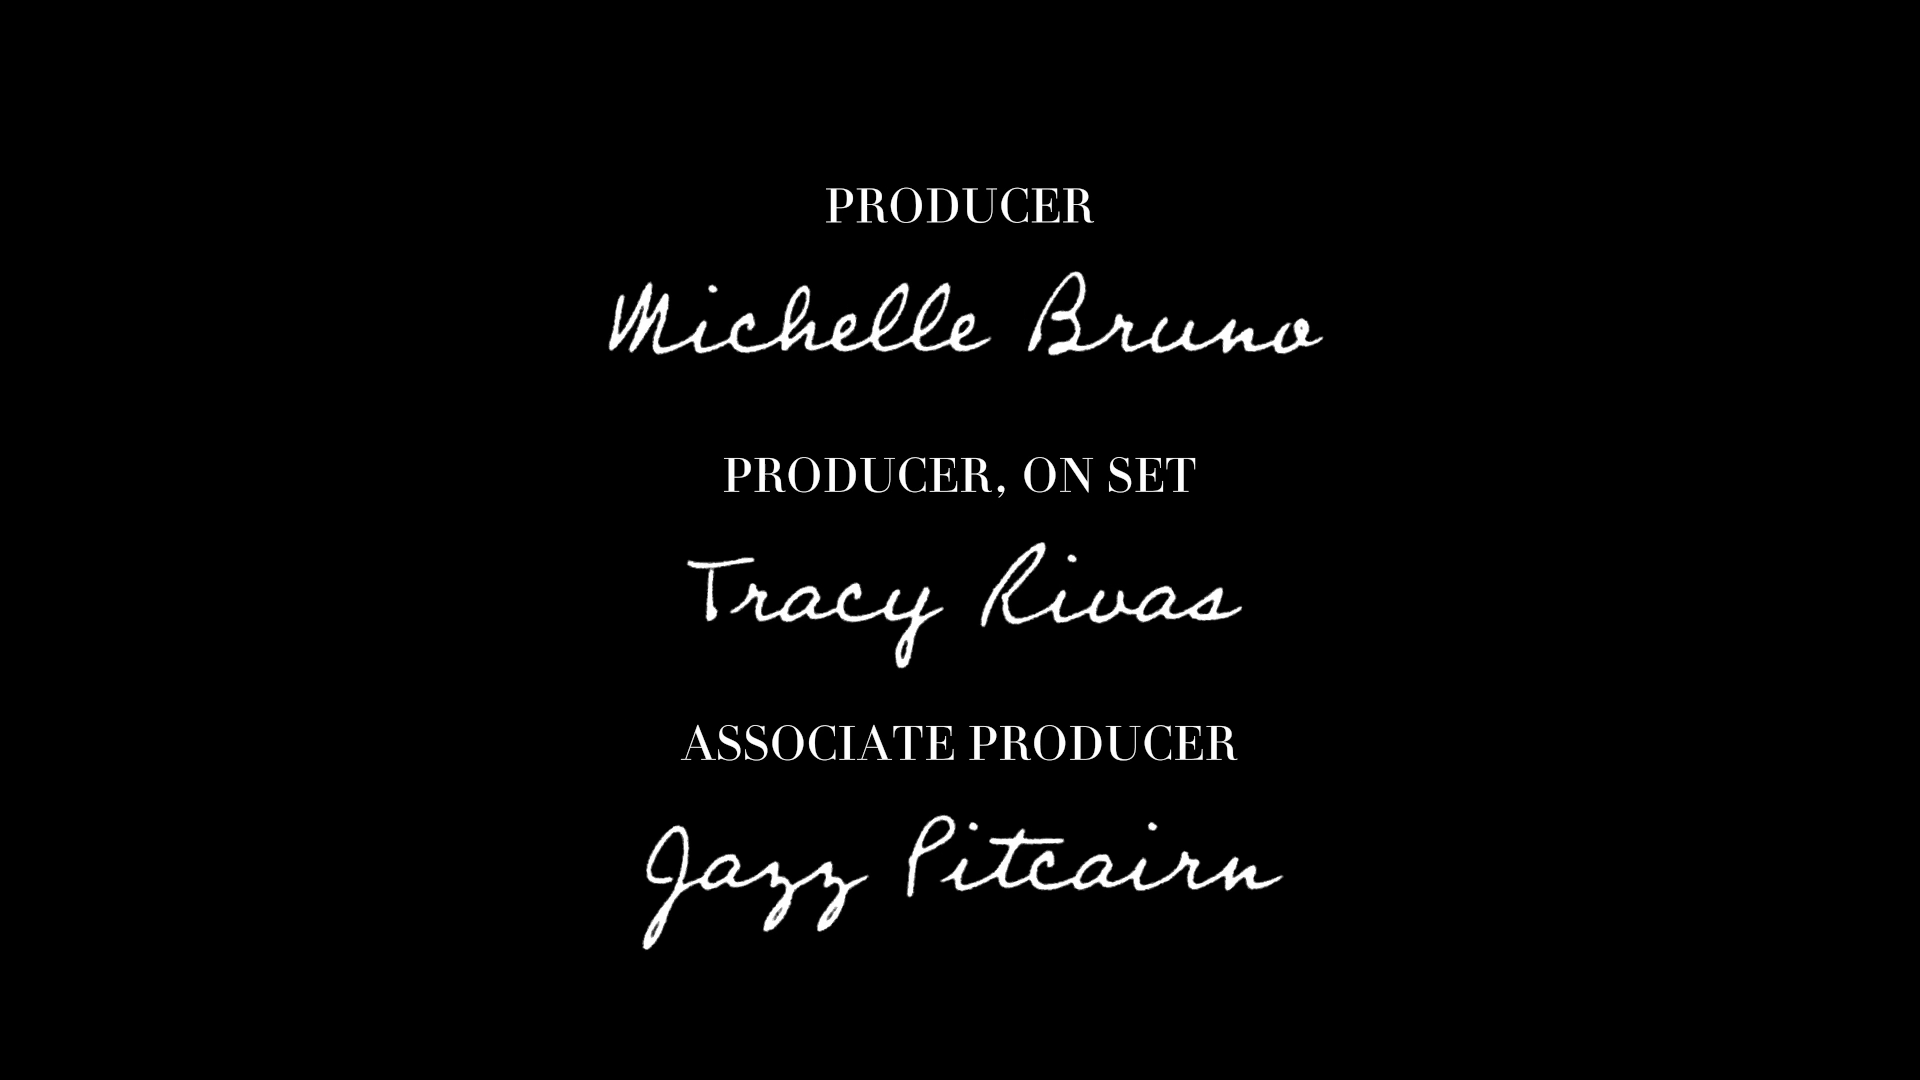 PRODUCER
Michelle Bruno
PRODUCER, ON SET
Tracy Rivas
ASSOCIATE PRODUCER
Jazz Pitcairn